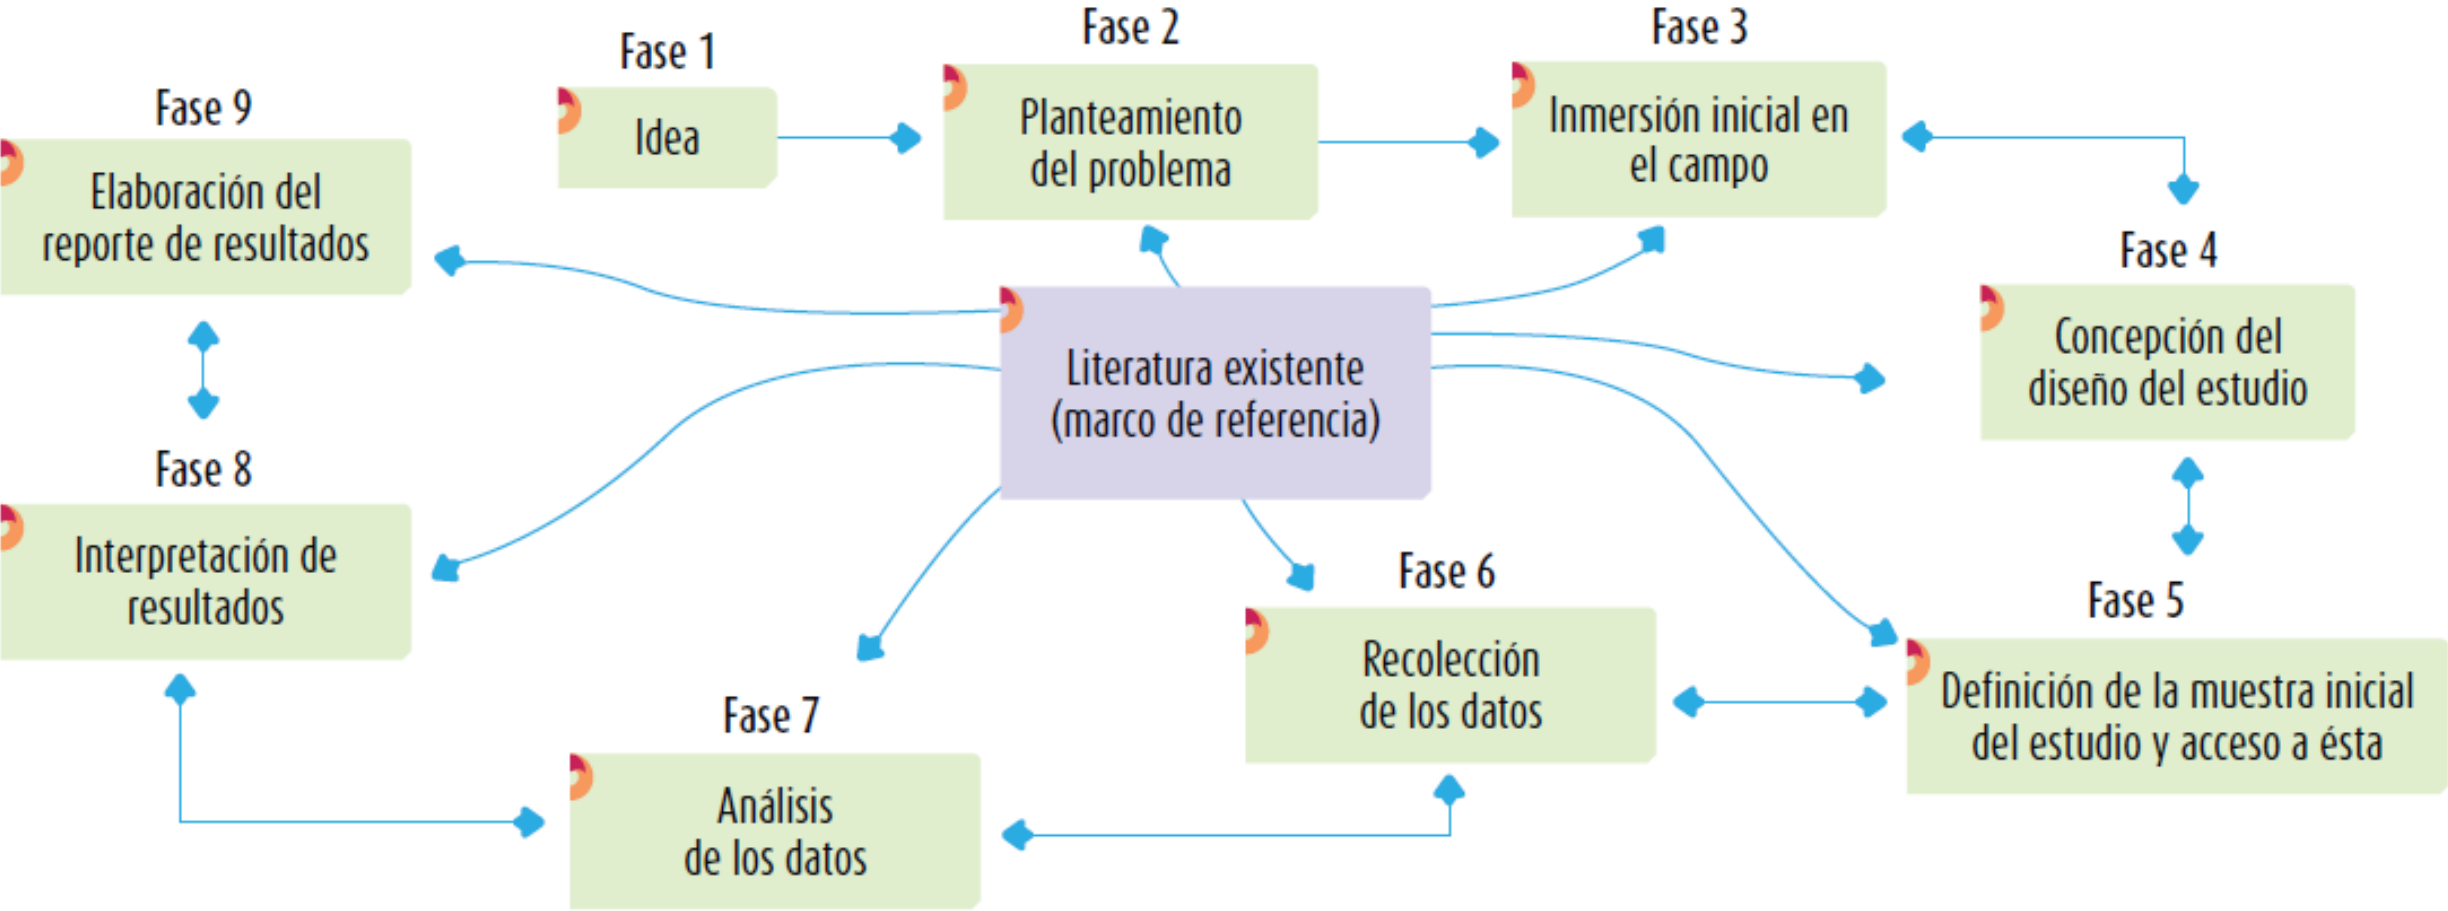 Fase 1
Idea
Fase 2
Planteamiento
del problema
Fase 3
Inmersión inicial en
el campo
Fase 4
Concepción del
diseño del estudio
Fase 5
Definición de la muestra inicial
del estudio y acceso a ésta
Fase 6
Recolección
de los datos
Fase 7
Análisis
de los datos
Fase 8
Interpretación de
resultados
Fase 9
Elaboración del
reporte de resultados
Literatura existente
(marco de referencia)